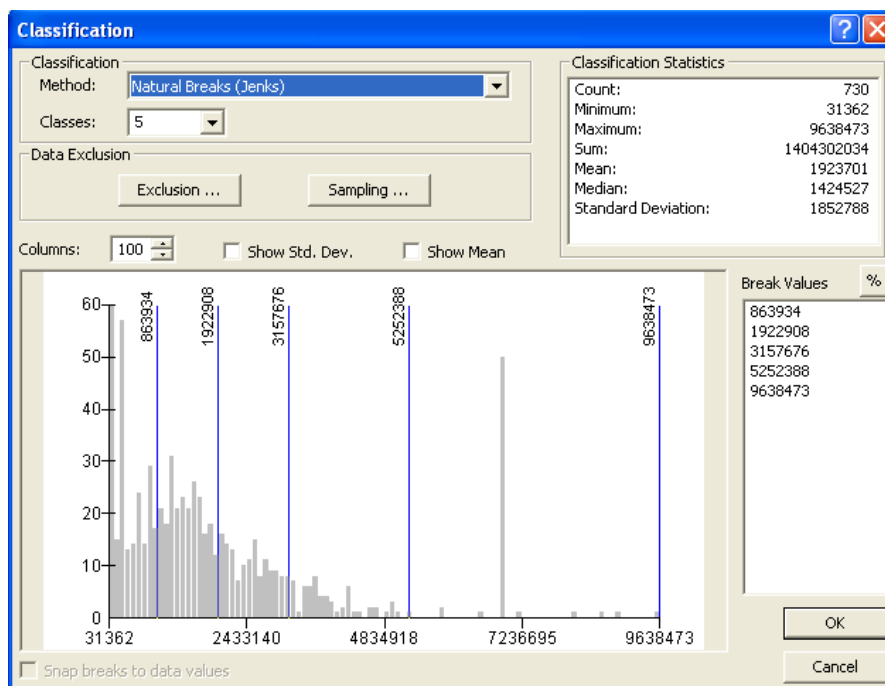 Classification
Classification
Method: Natural Breaks (Jenks)
Classes: 5
Data Exclusion
Exclusion ... Sampling ...
Classification Statistics
Count: 730
Minimum: 31362
Maximum: 9638473
Sum: 1404302034
Mean: 1923701
Median: 1424527
Standard Deviation: 1852788
Columns: 100 Show Std. Dev. Show Mean
Break Values %
863934
1922908
3157676
5252388
9638473
863934 1922908 3157676 5252388 9638473
60
50
40
30
20
10
0
31362 2433140 4834918 7236695 9638473
Snap breaks to data values
OK
Cancel